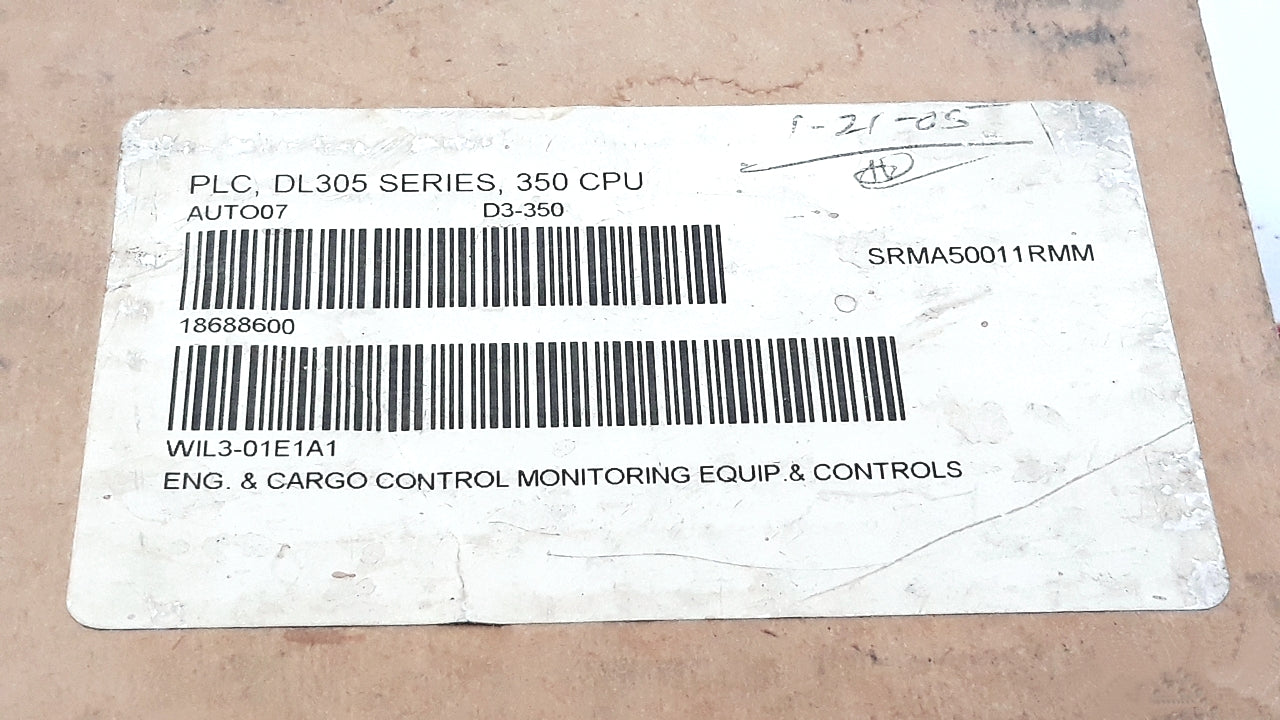 1-21-05
PLC, DL305 SERIES, 350 CPU
AUTO07 D3-350
SRMA50011RMM
18688600
WIL3-01E1A1
ENG. & CARGO CONTROL MONITORING EQUIP.& CONTROLS